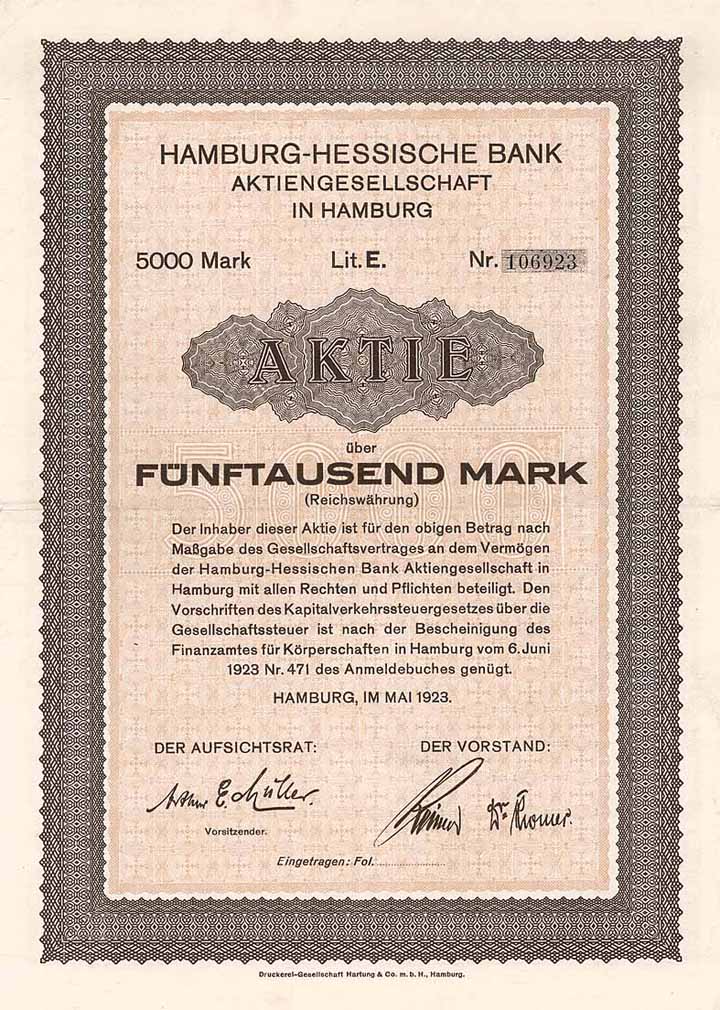 HAMBURG-HESSISCHE BANK
AKTIENGESELLSCHAFT
IN HAMBURG
5000 Mark Lit. E. Nr. 106923
AKTIE
über
FÜNFTAUSEND MARK
(Reichswährung)
Der Inhaber dieser Aktie ist für den obigen Betrag nach
Maßgabe des Gesellschaftsvertrages an dem Vermögen
der Hamburg-Hessischen Bank Aktiengesellschaft in
Hamburg mit allen Rechten und Pflichten beteiligt. Den
Vorschriften des Kapitalverkehrssteuergesetzes über die
Gesellschaftssteuer ist nach der Bescheinigung des
Finanzamtes für Körperschaften in Hamburg vom 6. Juni
1923 Nr. 471 des Anmeldebuches genügt.
HAMBURG, IM MAI 1923.
DER AUFSICHTSRAT: DER VORSTAND:
Vorsitzender.
Eingetragen: Fol.
Druckerei-Gesellschaft Hartung & Co. m. b. H., Hamburg.